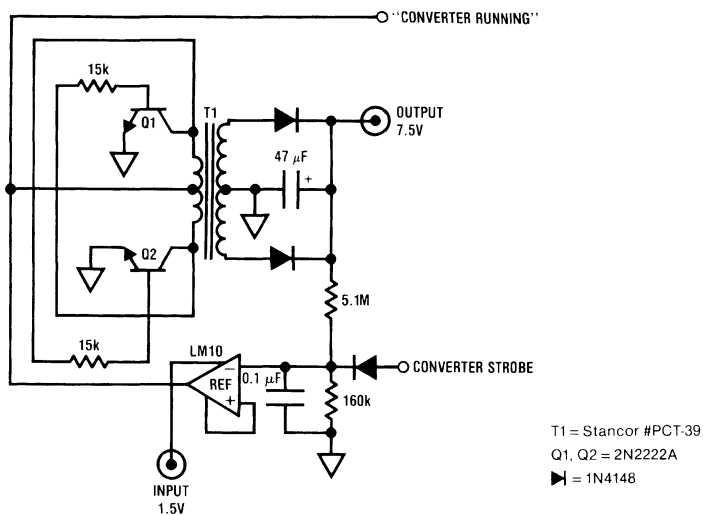 "CONVERTER RUNNING"
15k
Q1
T1
OUTPUT
7.5V
47 µF
+
Q2
5.1M
15k
LM10
−
REF
+
0.1 µF
CONVERTER STROBE
160k
INPUT
1.5V
T1 = Stancor #PCT-39
Q1, Q2 = 2N2222A
= 1N4148